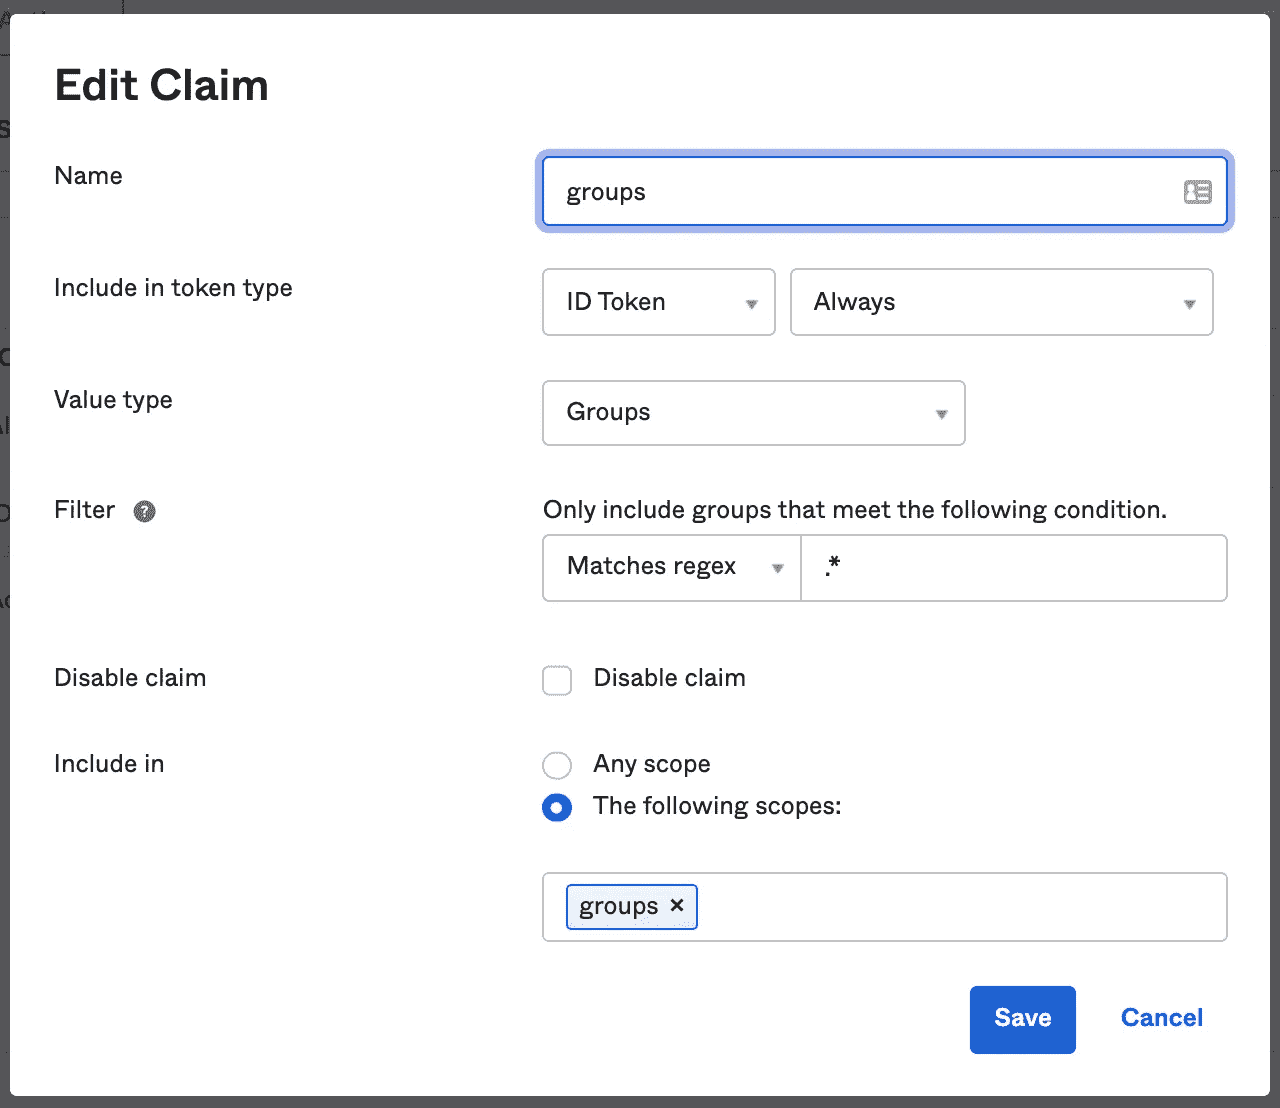 Edit Claim
Name
groups
Include in token type
ID Token
Always
Value type
Groups
Filter ?
Only include groups that meet the following condition.
Matches regex
.*
Disable claim
Disable claim
Include in
Any scope
The following scopes:
groups ×
Save
Cancel